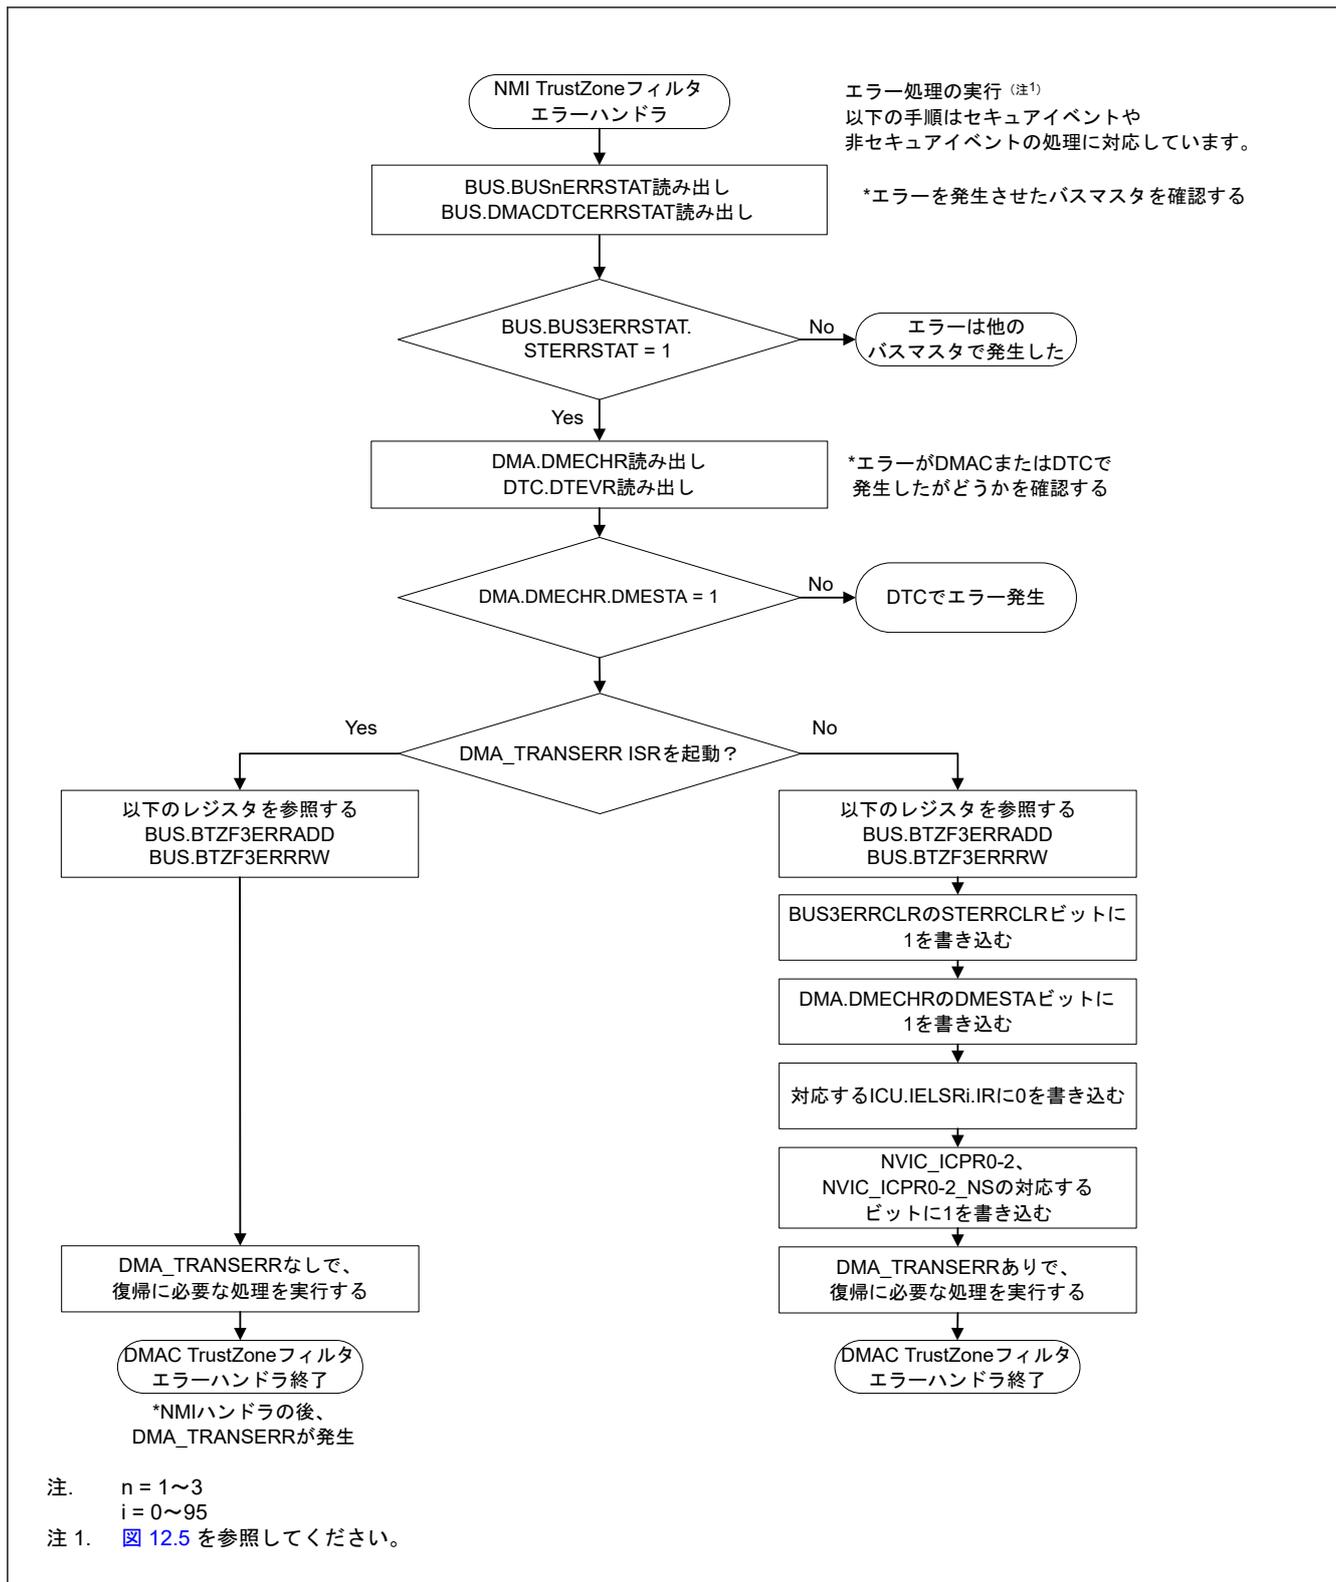 NMI TrustZoneフィルタ
エラーハンドラ
エラー処理の実行（注1）
以下の手順はセキュアイベントや
非セキュアイベントの処理に対応しています。
BUS.BUSnERRSTAT読み出し
BUS.DMACDTCERRSTAT読み出し
*エラーを発生させたバスマスタを確認する
BUS.BUS3ERRSTAT.
STERRSTAT = 1
No
エラーは他の
バスマスタで発生した
Yes
DMA.DMECHR読み出し
DTC.DTEVR読み出し
*エラーがDMACまたはDTCで
発生したがどうかを確認する
DMA.DMECHR.DMESTA = 1
No
DTCでエラー発生
Yes
DMA_TRANSERR ISRを起動？
No
以下のレジスタを参照する
BUS.BTZF3ERRADD
BUS.BTZF3ERRRW
以下のレジスタを参照する
BUS.BTZF3ERRADD
BUS.BTZF3ERRRW
BUS3ERRCLRのSTERRCLRビットに
1を書き込む
DMA.DMECHRのDMESTAビットに
1を書き込む
対応するICU.IELSRi.IRに0を書き込む
NVIC_ICPR0-2、
NVIC_ICPR0-2_NSの対応する
ビットに1を書き込む
DMA_TRANSERRなしで、
復帰に必要な処理を実行する
DMA_TRANSERRありで、
復帰に必要な処理を実行する
DMAC TrustZoneフィルタ
エラーハンドラ終了
DMAC TrustZoneフィルタ
エラーハンドラ終了
*NMIハンドラの後、
DMA_TRANSERRが発生
注. n = 1～3
i = 0～95
注 1. 図 12.5 を参照してください。